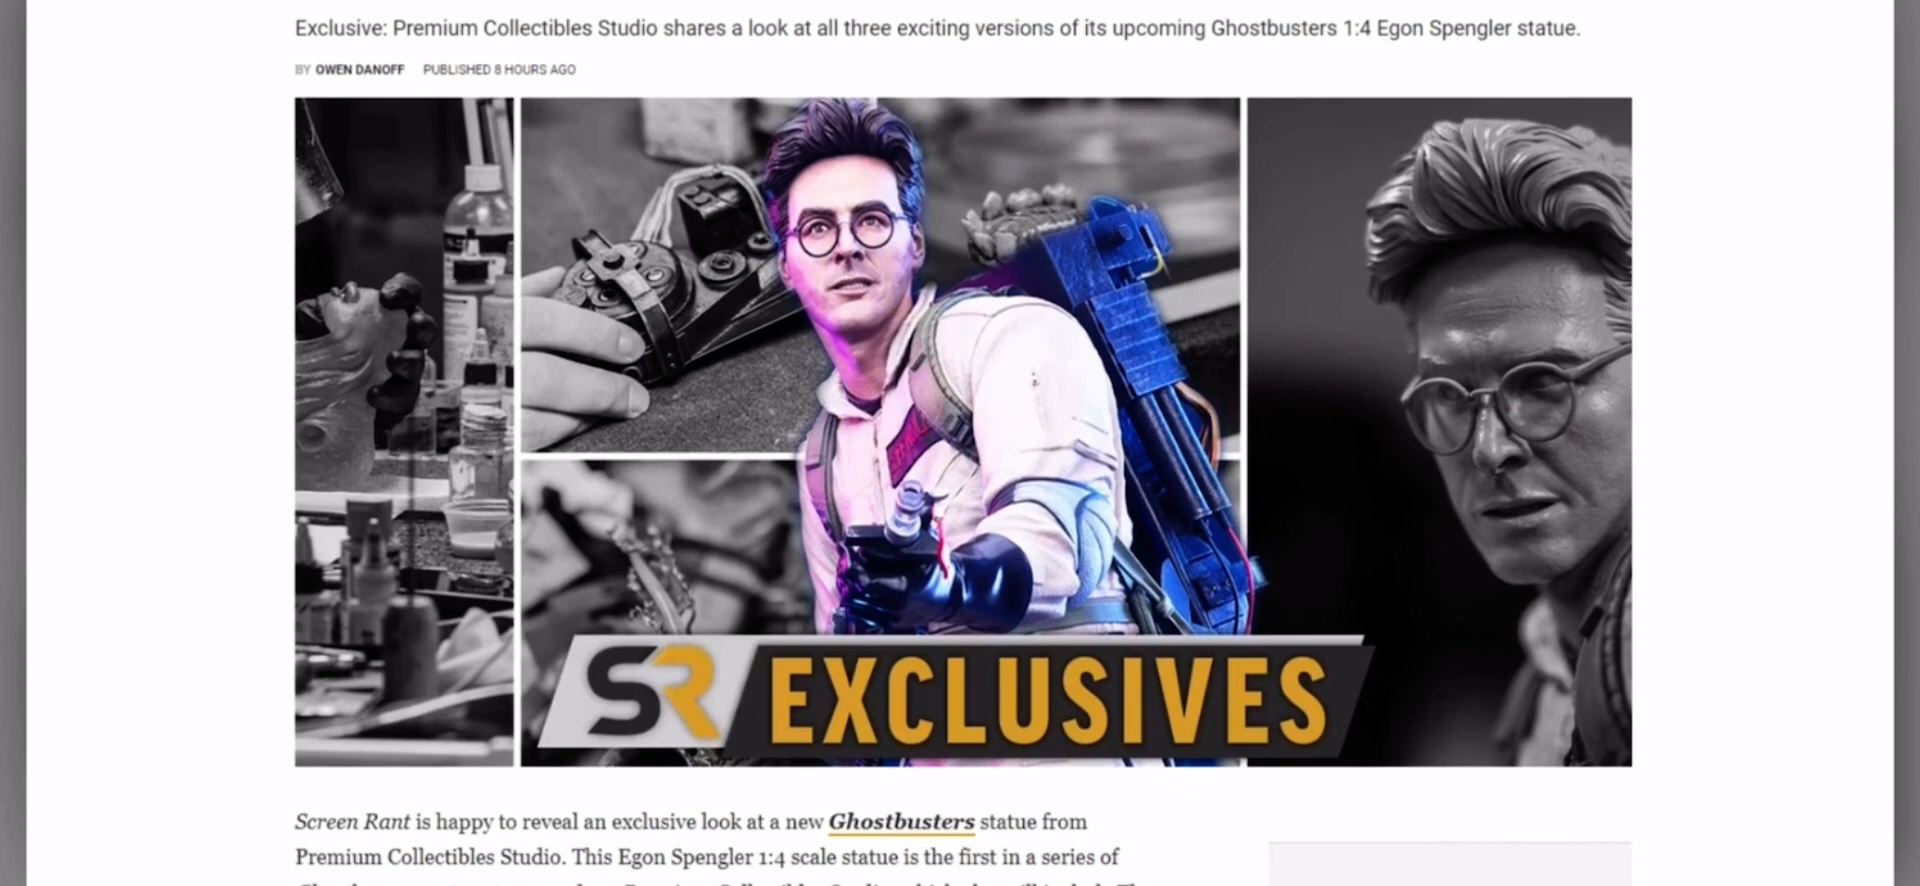 Exclusive: Premium Collectibles Studio shares a look at all three exciting versions of its upcoming Ghostbusters 1:4 Egon Spengler statue.
BY OWEN DANOFF PUBLISHED 8 HOURS AGO
SR EXCLUSIVES
Screen Rant is happy to reveal an exclusive look at a new Ghostbusters statue from
Premium Collectibles Studio. This Egon Spengler 1:4 scale statue is the first in a series of